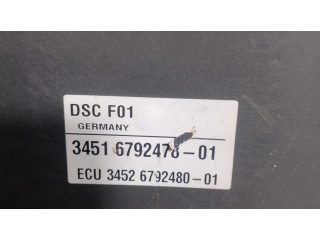 DSC F01
GERMANY
3451 6792478-01
ECU 3452 6792480-01